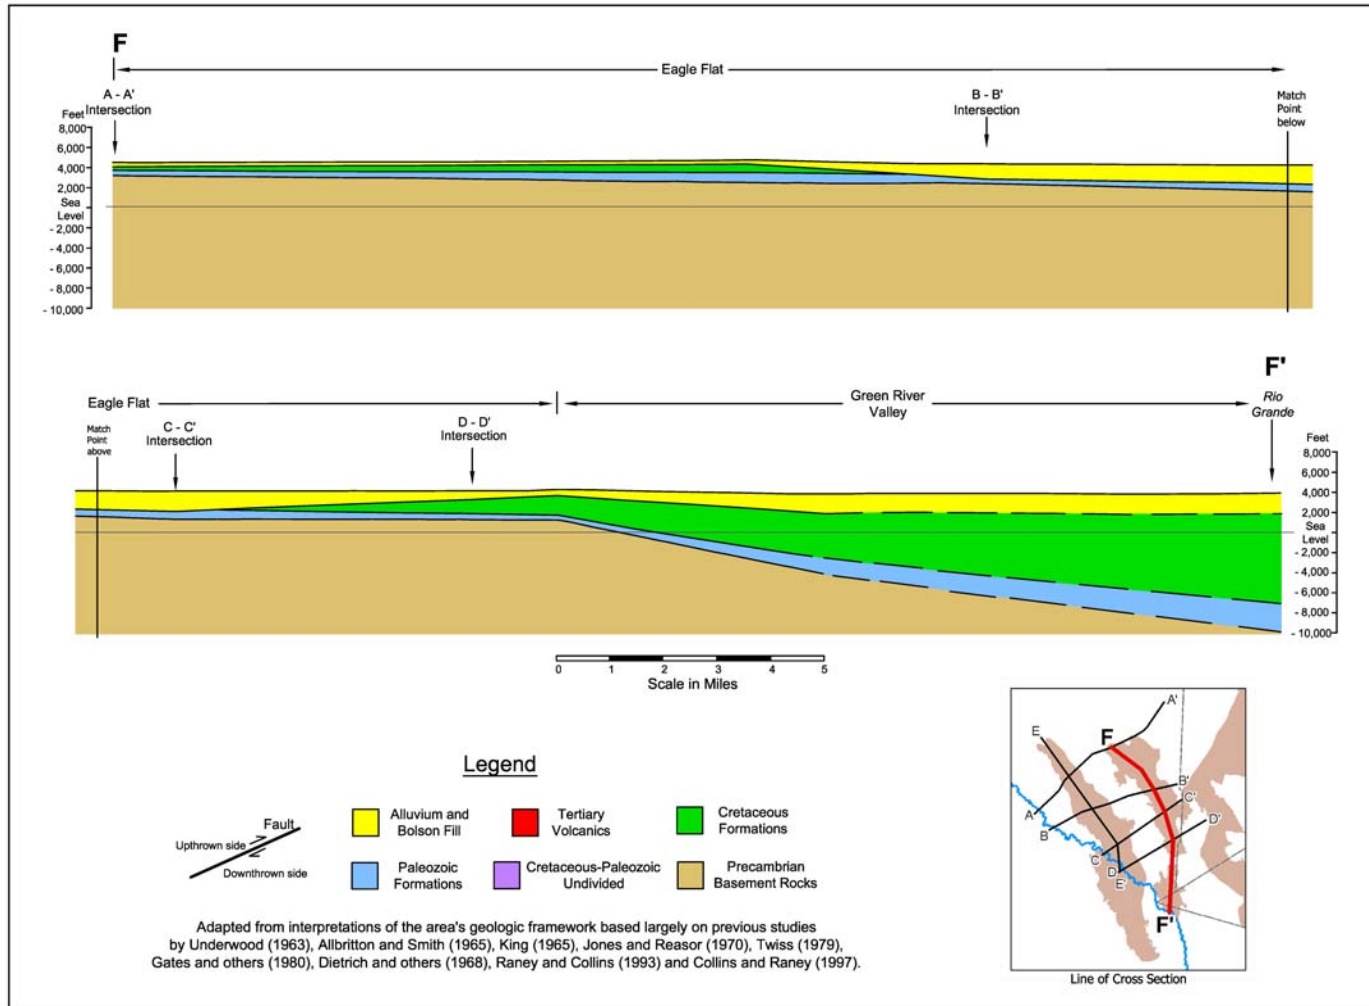 F
Eagle Flat
A - A'
Intersection
B - B'
Intersection
Match
Point
below
Feet
8,000
6,000
4,000
2,000
Sea
Level
- 2,000
- 4,000
- 6,000
- 8,000
- 10,000
F'
Eagle Flat
Green River
Valley
Rio
Grande
Match
Point
above
C - C'
Intersection
D - D'
Intersection
Feet
8,000
6,000
4,000
2,000
Sea
Level
- 2,000
- 4,000
- 6,000
- 8,000
- 10,000
0 1 2 3 4 5
Scale in Miles
Legend
Fault
Upthrown side
Downthrown side
Alluvium and
Bolson Fill
Tertiary
Volcanics
Cretaceous
Formations
Paleozoic
Formations
Cretaceous-Paleozoic
Undivided
Precambrian
Basement Rocks
Adapted from interpretations of the area's geologic framework based largely on previous studies
by Underwood (1963), Allbritton and Smith (1965), King (1965), Jones and Reasor (1970), Twiss (1979),
Gates and others (1980), Dietrich and others (1968), Raney and Collins (1993) and Collins and Raney (1997).
A'
E
F
B'
C'
A
B
D'
C
D
E'
F'
Line of Cross Section